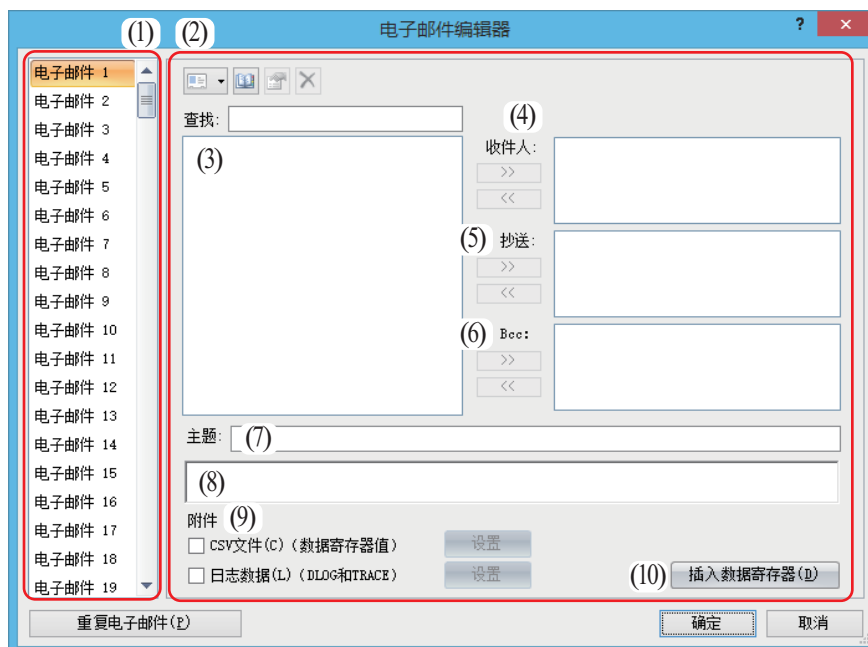 (1) (2) 电子邮件编辑器 ? ×
电子邮件 1
电子邮件 2
电子邮件 3
电子邮件 4
电子邮件 5
电子邮件 6
电子邮件 7
电子邮件 8
电子邮件 9
电子邮件 10
电子邮件 11
电子邮件 12
电子邮件 13
电子邮件 14
电子邮件 15
电子邮件 16
电子邮件 17
电子邮件 18
电子邮件 19
查找:
(3)
(4)
收件人:
>>
<<
(5) 抄送:
>>
<<
(6) Bcc:
>>
<<
主题: (7)
(8)
附件 (9)
CSV文件(C)(数据寄存器值) 设置
日志数据(L)(DLOG和TRACE) 设置
(10) 插入数据寄存器(D)
重复电子邮件(P) 确定 取消